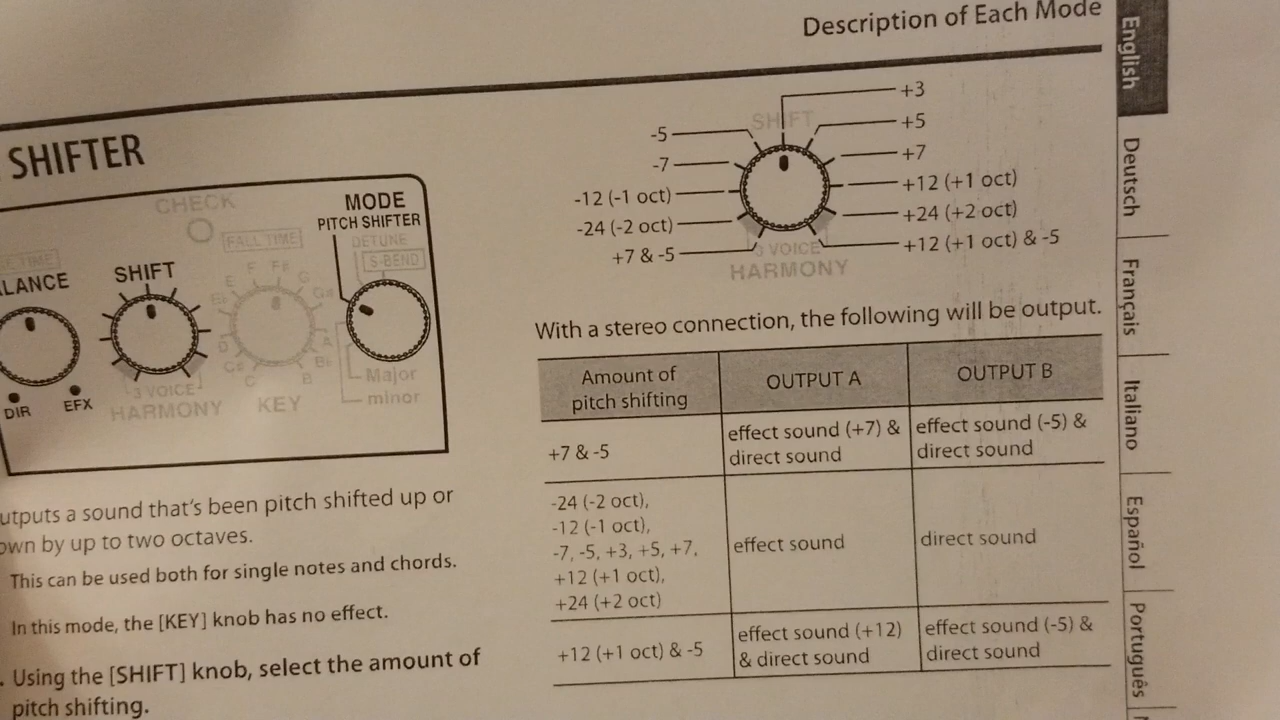 Description of Each Mode
English
Deutsch
Français
Italiano
Español
Português
SHIFTER
CHECK
MODE
PITCH SHIFTER
DETUNE
S-BEND
FALL TIME
SHIFT
F F#
E G
G#
D A
B
C
DIR EFX
3 VOICE
HARMONY
KEY
Major
minor
SHIFT
+3
+5
+7
+12 (+1 oct)
+24 (+2 oct)
+12 (+1 oct) & -5
-5
-7
-12 (-1 oct)
-24 (-2 oct)
+7 & -5
3 VOICE
HARMONY
With a stereo connection, the following will be output.
Amount of
pitch shifting
OUTPUT A
OUTPUT B
+7 & -5
effect sound (+7) &
direct sound
effect sound (-5) &
direct sound
-24 (-2 oct),
-12 (-1 oct),
-7, -5, +3, +5, +7,
+12 (+1 oct),
+24 (+2 oct)
effect sound
direct sound
+12 (+1 oct) & -5
effect sound (+12)
& direct sound
effect sound (-5) &
direct sound
a sound that's been pitch shifted up or
by up to two octaves.
This can be used both for single notes and chords.
In this mode, the [KEY] knob has no effect.
Using the [SHIFT] knob, select the amount of
pitch shifting.